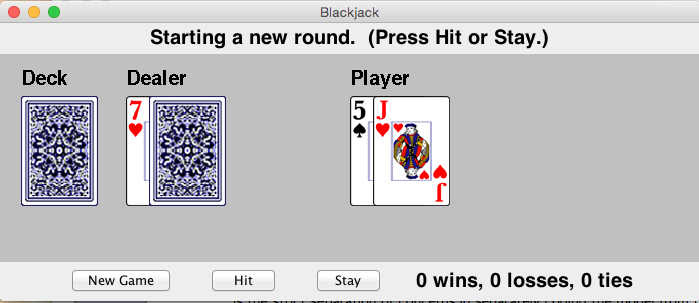 Blackjack
Starting a new round. (Press Hit or Stay.)
Deck Dealer Player
7 5 J
J
New Game Hit Stay 0 wins, 0 losses, 0 ties